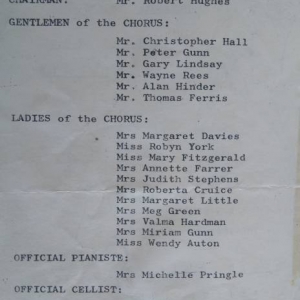 CHAIRMAN: Mr. Robert Hughes
GENTLEMEN of the CHORUS:
Mr. Christopher Hall
Mr. Peter Gunn
Mr. Gary Lindsay
Mr. Wayne Rees
Mr. Alan Hinder
Mr. Thomas Ferris
LADIES of the CHORUS:
Mrs Margaret Davies
Miss Robyn York
Miss Mary Fitzgerald
Mrs Annette Farrer
Mrs Judith Stephens
Mrs Roberta Cruice
Mrs Margaret Little
Mrs Meg Green
Mrs Valma Hardman
Mrs Miriam Gunn
Miss Wendy Auton
OFFICIAL PIANISTE:
Mrs Michelle Pringle
OFFICIAL CELLIST: